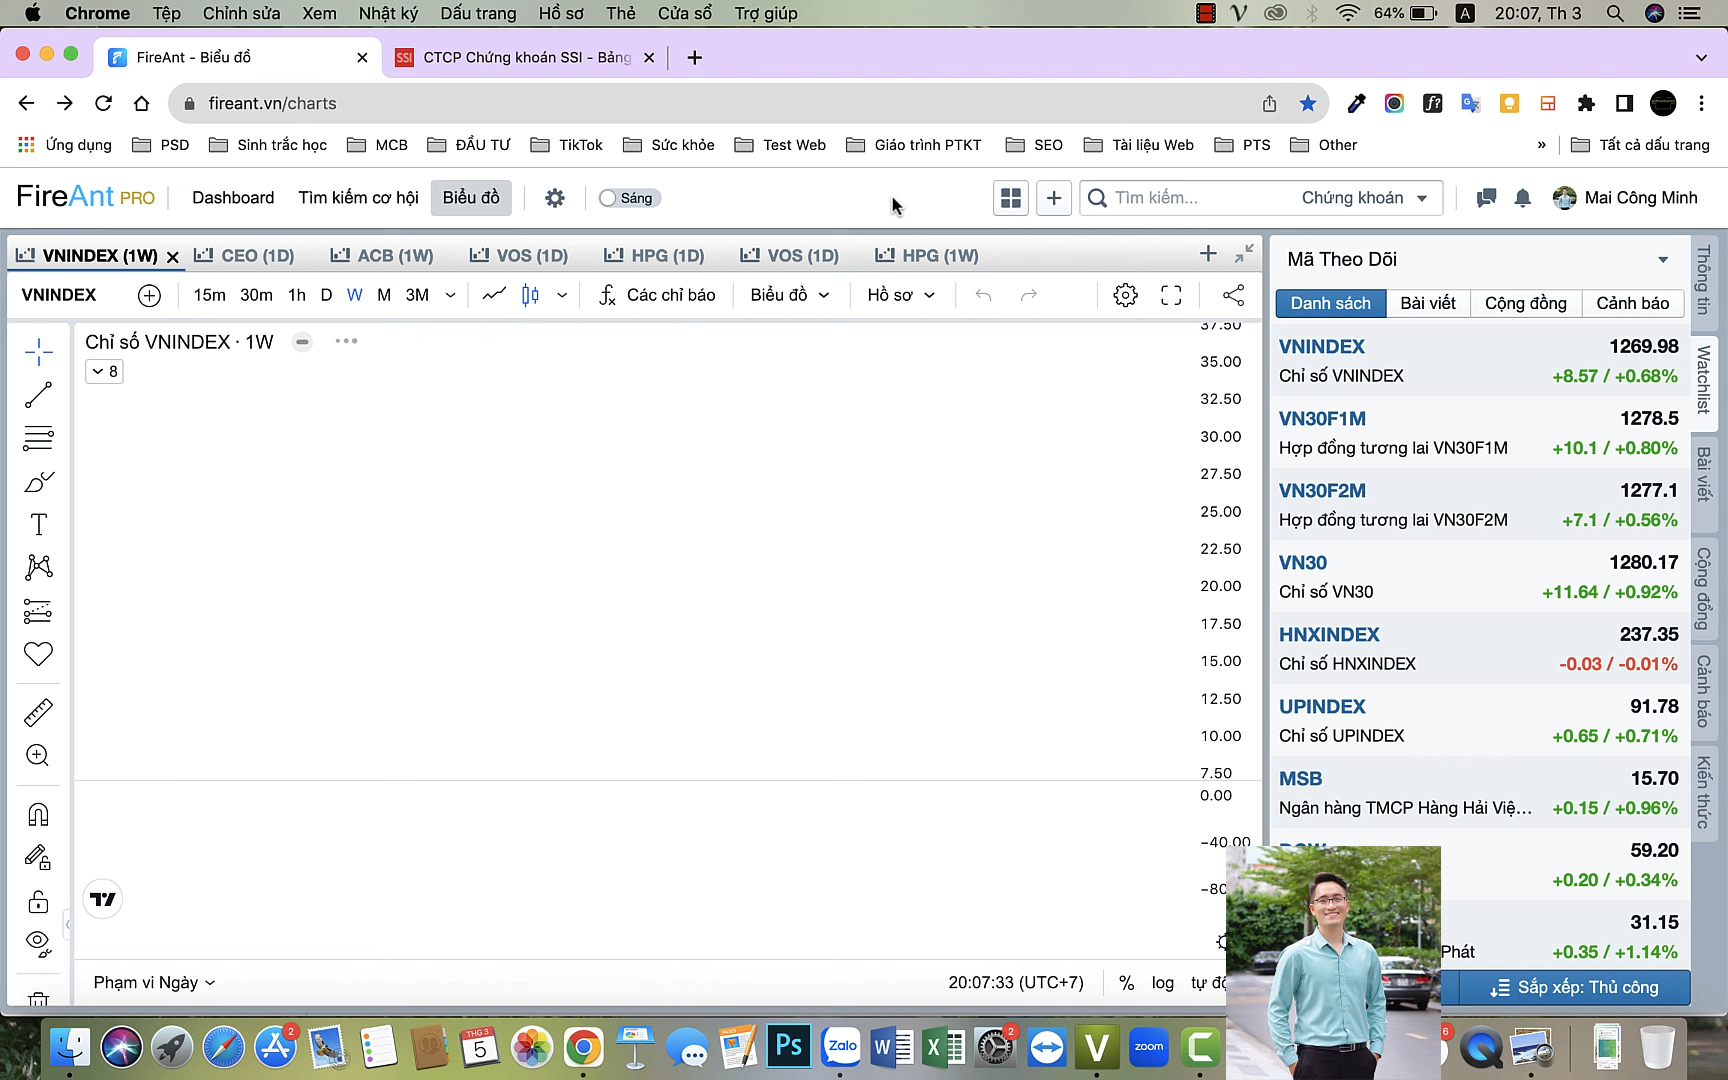 Chrome Tệp Chỉnh sửa Xem Nhật ký Dấu trang Hồ sơ Thẻ Cửa sổ Trợ giúp 64% A 20:07, Th 3
FireAnt - Biểu đồ SSI CTCP Chứng khoán SSI - Bảng
fireant.vn/charts
Ứng dụng PSD Sinh trắc học MCB ĐẦU TƯ TikTok Sức khỏe Test Web Giáo trình PTKT SEO Tài liệu Web PTS Other » Tất cả dấu trang
FireAnt PRO Dashboard Tìm kiếm cơ hội Biểu đồ Sáng Tìm kiếm... Chứng khoán Mai Công Minh
VNINDEX (1W) CEO (1D) ACB (1W) VOS (1D) HPG (1D) VOS (1D) HPG (1W)
VNINDEX 15m 30m 1h D W M 3M Các chỉ báo Biểu đồ Hồ sơ
Chỉ số VNINDEX · 1W
8
37.50
35.00
32.50
30.00
27.50
25.00
22.50
20.00
17.50
15.00
12.50
10.00
7.50
0.00
−40.00
Phạm vi Ngày 20:07:33 (UTC+7) % log
Mã Theo Dõi
Danh sách Bài viết Cộng đồng Cảnh báo
VNINDEX 1269.98
Chỉ số VNINDEX +8.57 / +0.68%
VN30F1M 1278.5
Hợp đồng tương lai VN30F1M +10.1 / +0.80%
VN30F2M 1277.1
Hợp đồng tương lai VN30F2M +7.1 / +0.56%
VN30 1280.17
Chỉ số VN30 +11.64 / +0.92%
HNXINDEX 237.35
Chỉ số HNXINDEX -0.03 / -0.01%
UPINDEX 91.78
Chỉ số UPINDEX +0.65 / +0.71%
MSB 15.70
Ngân hàng TMCP Hàng Hải Việ... +0.15 / +0.96%
59.20
+0.20 / +0.34%
31.15
Phát +0.35 / +1.14%
Sắp xếp: Thủ công
Thông tin
Watchlist
Bài viết
Cộng đồng
Cảnh báo
Kiến thức
2 THG 3 5 Ps Zalo W X 2 V zoom C 6